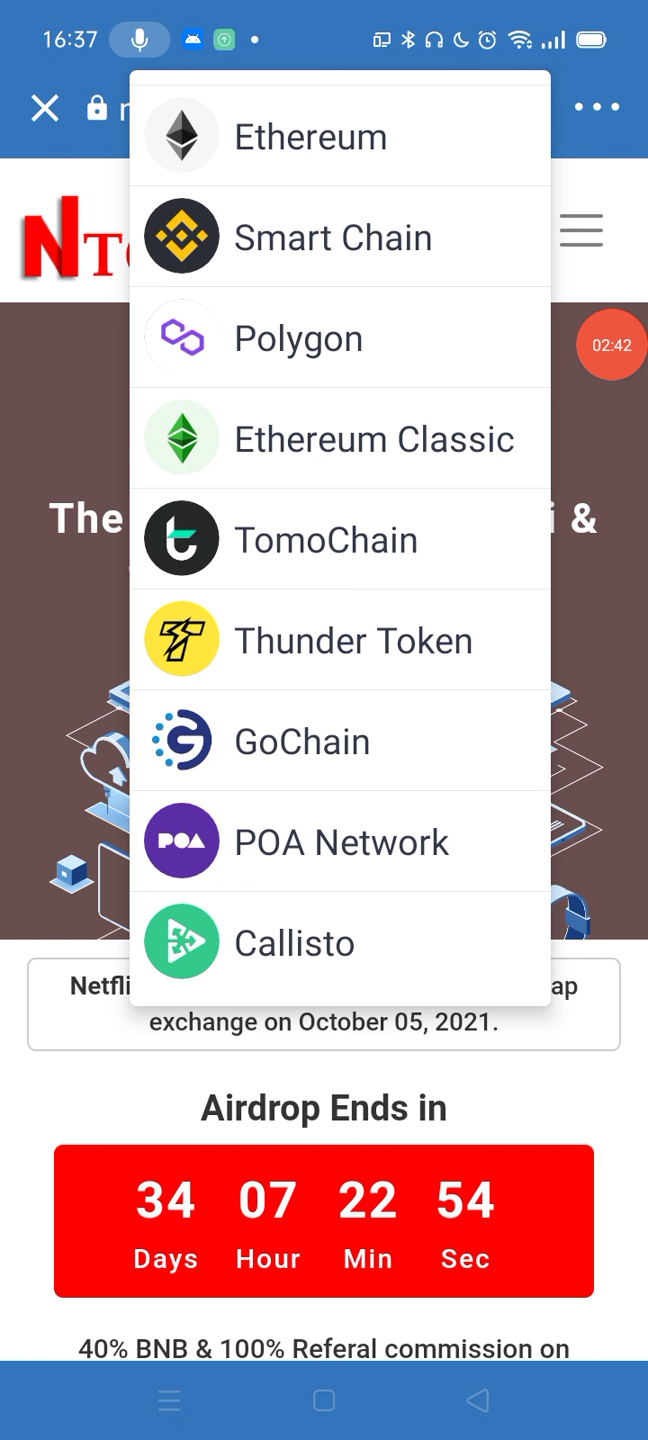 16:37
Ethereum
Smart Chain
Polygon
02:42
Ethereum Classic
The &
TomoChain
Thunder Token
GoChain
POA
POA Network
Callisto
exchange on October 05, 2021.
Airdrop Ends in
34 07 22 54
Days Hour Min Sec
40% BNB & 100% Referal commission on